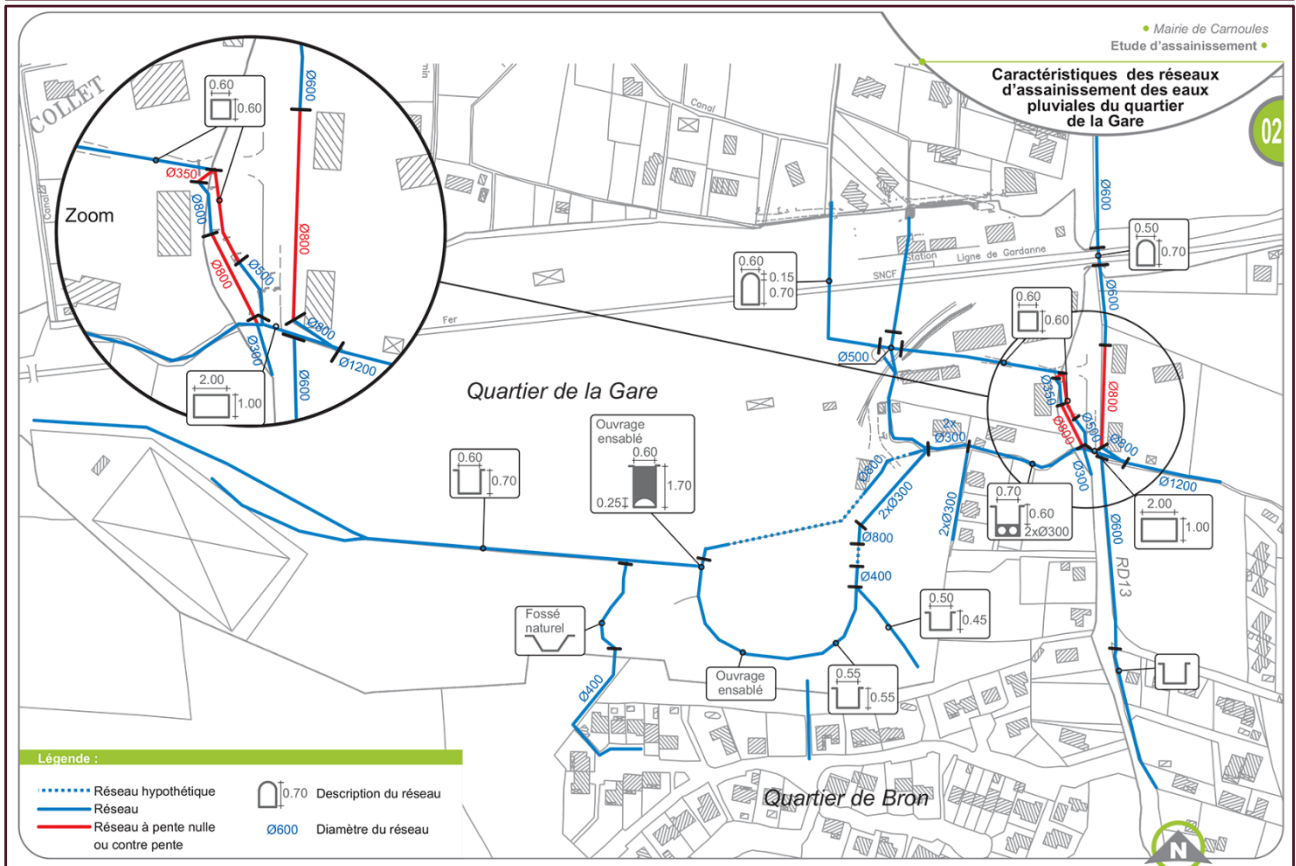 • Mairie de Carnoules
Etude d'assainissement •
Caractéristiques des réseaux
d'assainissement des eaux
pluviales du quartier
de la Gare
02
COLLET
Canal
Zoom
0.60
0.60
Ø600
Ø350
Ø800
Ø800
Ø500
Ø800
Ø300
Ø800
Ø1200
Ø600
2.00
1.00
Canal
Fer
SNCF
Station
Ligne de Gardanne
0.60
0.15
0.70
Ø600
0.50
0.70
Ø600
0.60
0.60
Ø500
Quartier de la Gare
Ø350
Ø800
Ø500
Ø800
Ø800
Ø300
Ø1200
Ø600
2x
Ø300
Ø800
2xØ300
2xØ300
Ø800
Ø400
0.60
0.70
Ouvrage
ensablé
0.60
1.70
0.25
0.70
0.60
2xØ300
2.00
1.00
RD13
0.50
0.45
Fossé
naturel
Ø400
Ouvrage
ensablé
0.55
0.55
Quartier de Bron
Légende :
Réseau hypothétique
Réseau
Réseau à pente nulle
ou contre pente
0.70
Description du réseau
Ø600
Diamètre du réseau
N